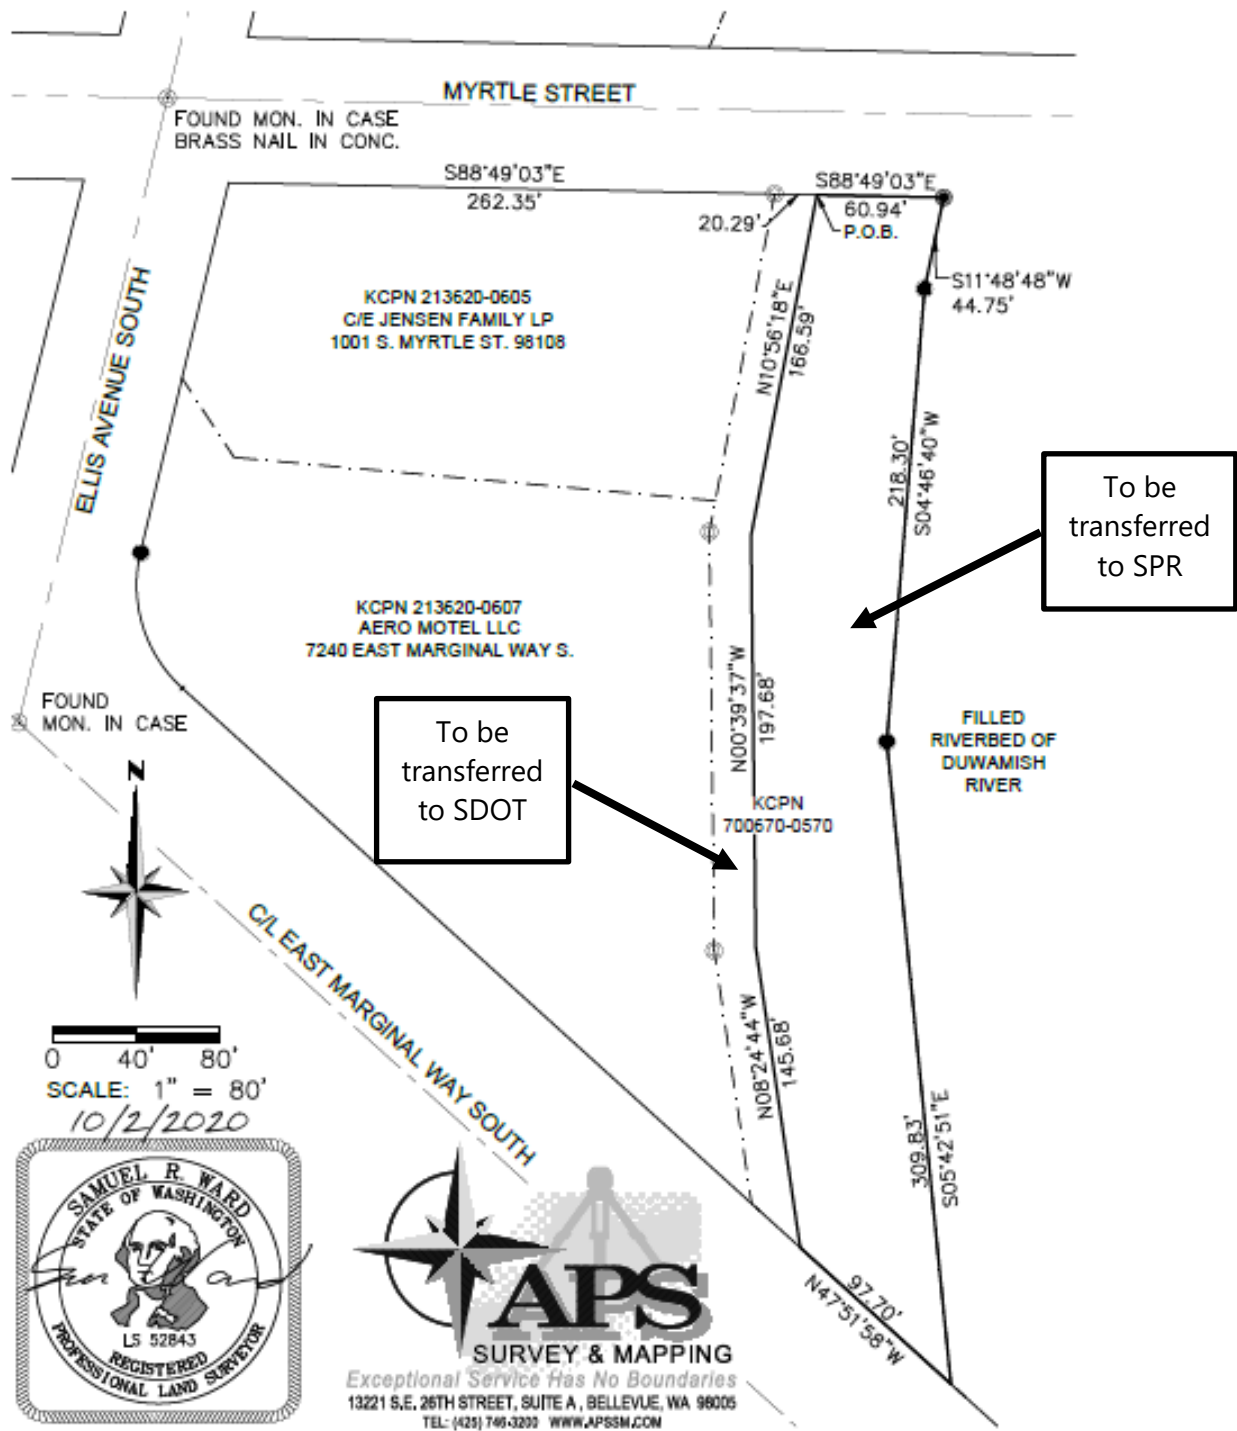 MYRTLE STREET
FOUND MON. IN CASE
BRASS NAIL IN CONC.
S88°49'03"E
262.35'
S88°49'03"E
60.94'
20.29'
P.O.B.
S11°48'48"W
44.75'
KCPN 213620-0605
C/E JENSEN FAMILY LP
1001 S. MYRTLE ST. 98108
ELLIS AVENUE SOUTH
N10°56'18"E
166.59'
218.30'
S04°46'40"W
To be
transferred
to SPR
KCPN 213620-0607
AERO MOTEL LLC
7240 EAST MARGINAL WAY S.
FOUND
MON. IN CASE
N00°39'37"W
197.68'
To be
transferred
to SDOT
FILLED
RIVERBED OF
DUWAMISH
RIVER
KCPN
700670-0570
N
C/L EAST MARGINAL WAY SOUTH
N08°24'44"W
145.68'
309.83'
S05°42'51"E
0 40' 80'
SCALE: 1" = 80'
10/2/2020
SAMUEL R. WARD
STATE OF WASHINGTON
LS 52843
REGISTERED
PROFESSIONAL LAND SURVEYOR
97.70'
N47°51'58"W
APS
SURVEY & MAPPING
Exceptional Service Has No Boundaries
13221 S.E. 26TH STREET, SUITE A, BELLEVUE, WA 98005
TEL: (425) 746-3200 WWW.APSSM.COM